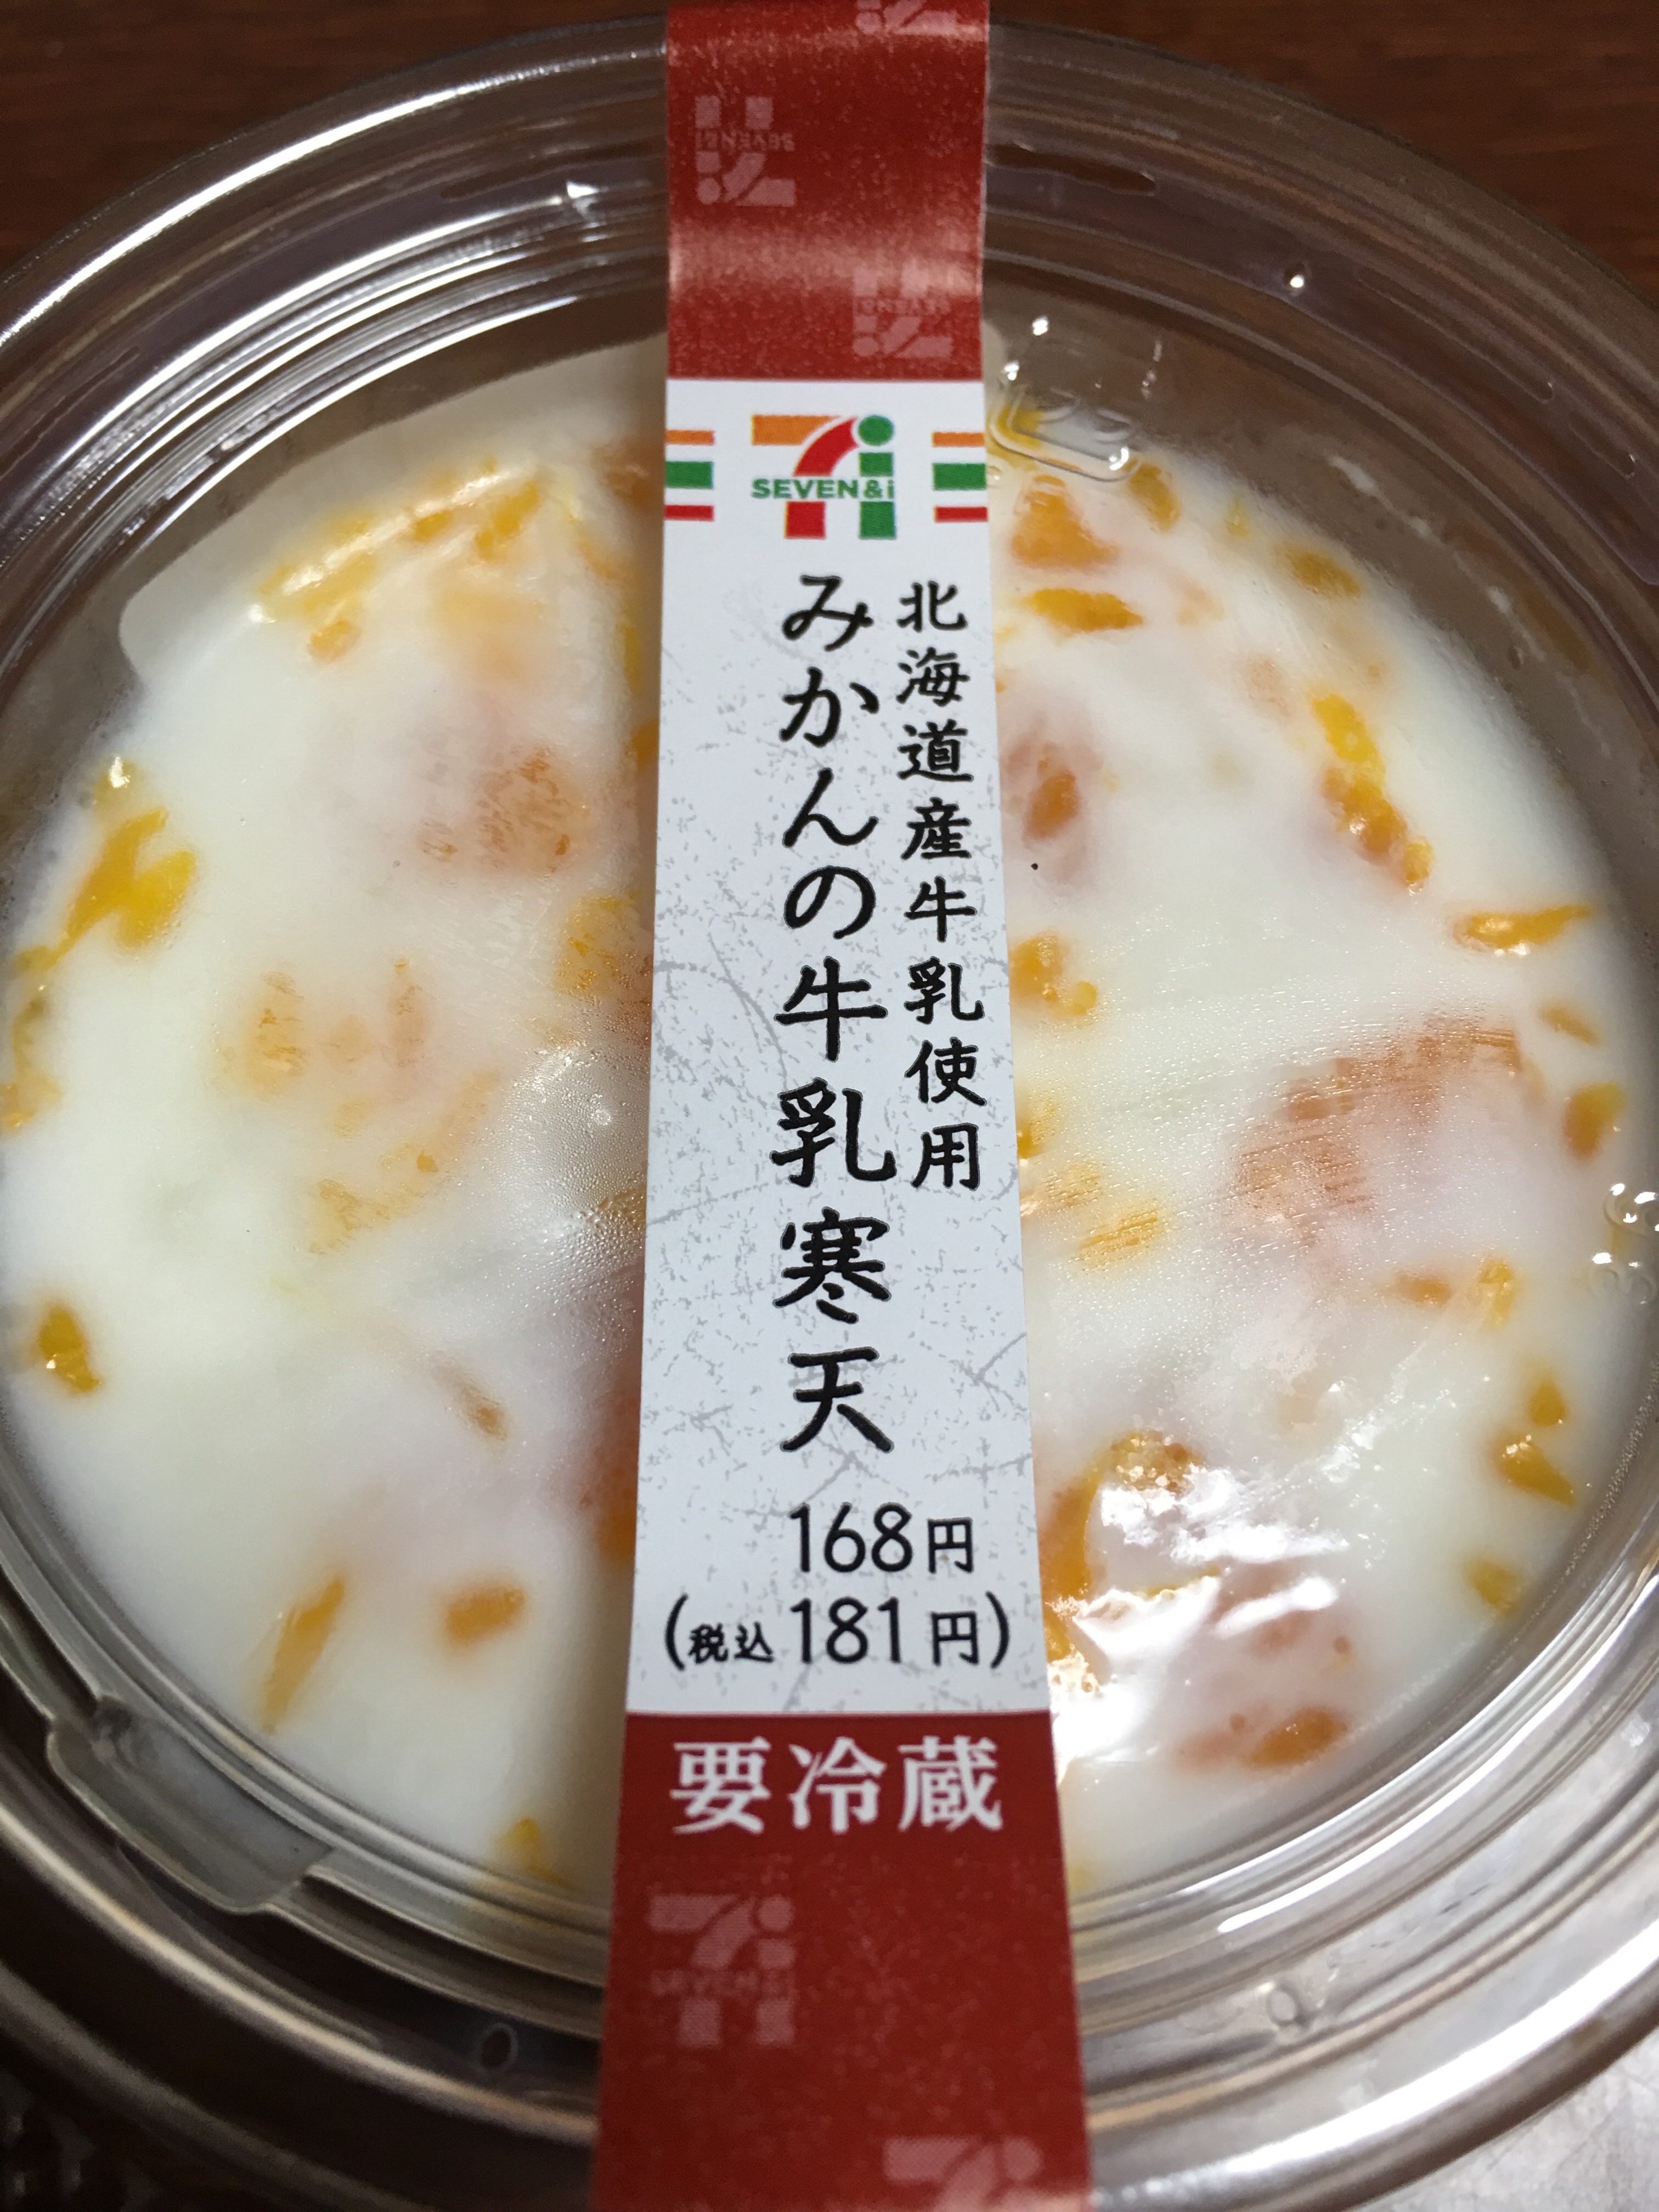 SEVEN&i
北海道産牛乳使用
みかんの牛乳寒天
168円
(税込181円)
要冷蔵
SEVEN&i